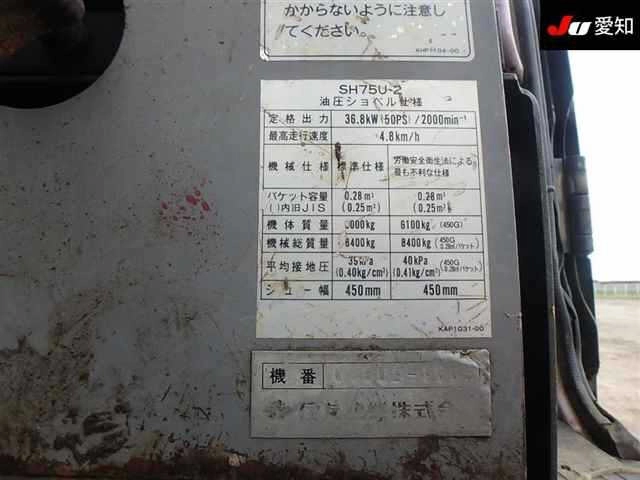 かからないように注意し
てください。
KHP1104-00
JU 愛知
SH75U-2
油圧ショベル仕様
定格出力 36.8kW(50PS)/2000min⁻¹
最高走行速度 4.8km/h
機械仕様 標準仕様 労働安全衛生法による
最も不利な仕様
バケット容量 0.28m³ 0.28m³
( )内旧JIS (0.25m³) (0.25m³)
機体質量 000kg 6100kg (450G)
機械総質量 8400kg 8400kg (450G
平均接地圧 35kPa 40kPa (450G
(0.40kg/cm²) (0.41kg/cm²)
シュー幅 450mm 450mm
KAP1031-00
機番
株式会